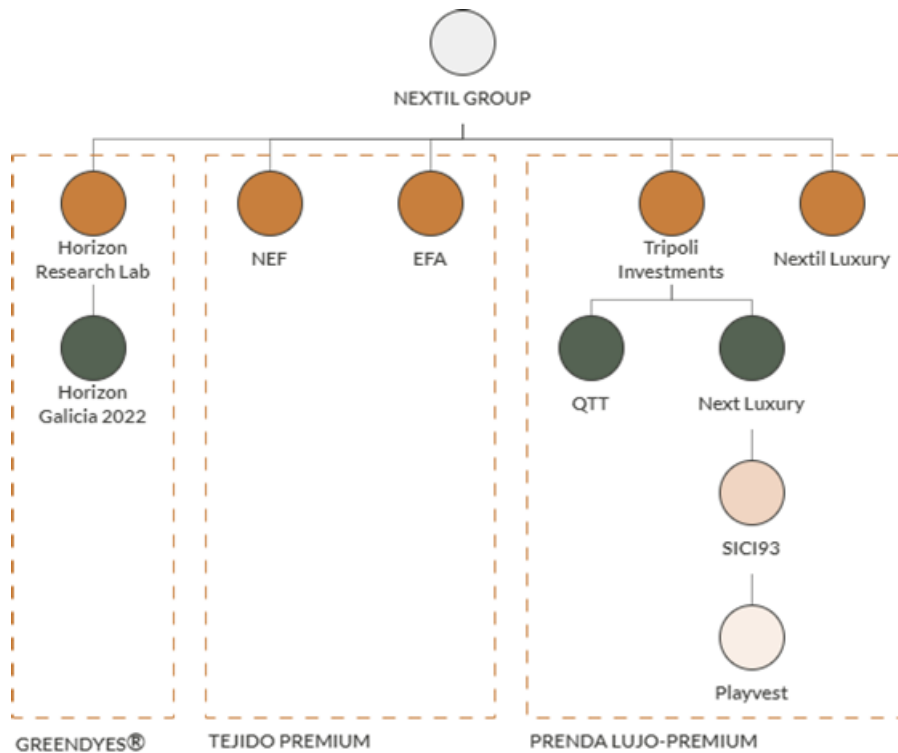 NEXTIL GROUP
Horizon
Research Lab
NEF
EFA
Tripoli
Investments
Nextil Luxury
Horizon
Galicia 2022
QTT
Next Luxury
SICI93
Playvest
GREENDYES®
TEJIDO PREMIUM
PRENDA LUJO-PREMIUM